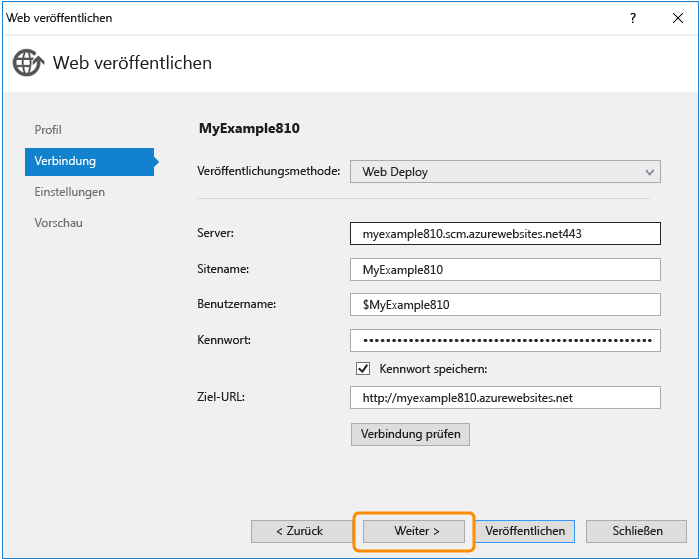 Web veröffentlichen
?
Web veröffentlichen
Profil
Verbindung
Einstellungen
Vorschau
MyExample810
Veröffentlichungsmethode: Web Deploy
Server: myexample810.scm.azurewebsites.net443
Sitename: MyExample810
Benutzername: $MyExample810
Kennwort: ••••••••••••••••••••••••••••••••••••••••••••••••••
Kennwort speichern:
Ziel-URL: http://myexample810.azurewebsites.net
Verbindung prüfen
< Zurück Weiter > Veröffentlichen Schließen